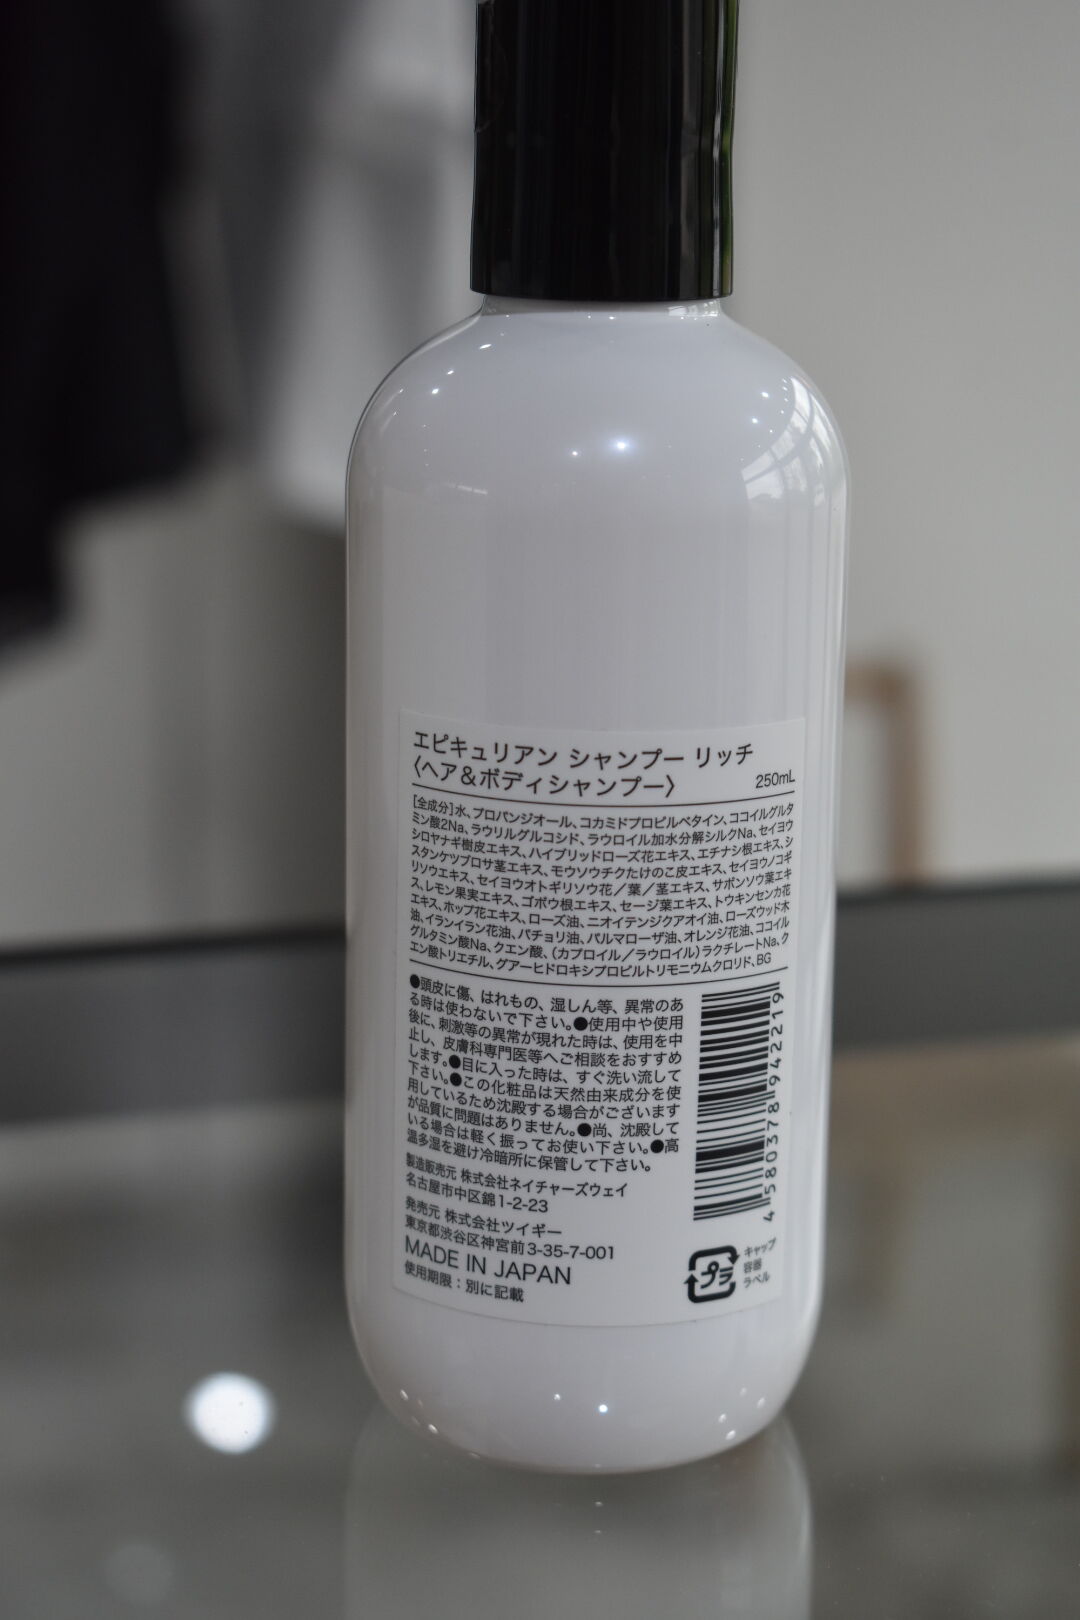 エピキュリアン シャンプー リッチ
〈ヘア＆ボディシャンプー〉 250mL
[全成分]水、プロパンジオール、コカミドプロピルベタイン、ココイルグルタ
ミン酸2Na、ラウリルグルコシド、ラウロイル加水分解シルクNa、セイヨウ
シロヤナギ樹皮エキス、ハイブリッドローズ花エキス、エチナシ根エキス、シ
スタンケツブロサ茎エキス、モウソウチクたけのこ皮エキス、セイヨウノコギ
リソウエキス、セイヨウオトギリソウ花／葉／茎エキス、サボンソウ葉エキ
ス、レモン果実エキス、ゴボウ根エキス、セージ葉エキス、トウキンセンカ花
エキス、ホップ花エキス、ローズ油、ニオイテンジクアオイ油、ローズウッド木
油、イランイラン花油、パチョリ油、パルマローザ油、オレンジ花油、ココイル
グルタミン酸Na、クエン酸、（カプロイル／ラウロイル）ラクチレートNa、ク
エン酸トリエチル、グアーヒドロキシプロピルトリモニウムクロリド、BG
●頭皮に傷、はれもの、湿しん等、異常のあ
る時は使わないで下さい。●使用中や使用
後に、刺激等の異常が現れた時は、使用を中
止し、皮膚科専門医等へご相談をおすすめ
します。●目に入った時は、すぐ洗い流して
下さい。●この化粧品は天然由来成分を使
用しているため沈殿する場合がございます
が品質に問題はありません。●尚、沈殿して
いる場合は軽く振ってお使い下さい。●高
温多湿を避け冷暗所に保管して下さい。
製造販売元 株式会社ネイチャーズウェイ
名古屋市中区錦1-2-23
発売元 株式会社ツイギー
東京都渋谷区神宮前3-35-7-001
MADE IN JAPAN
使用期限：別に記載
4580378942219
プラ
キャップ
容器
ラベル